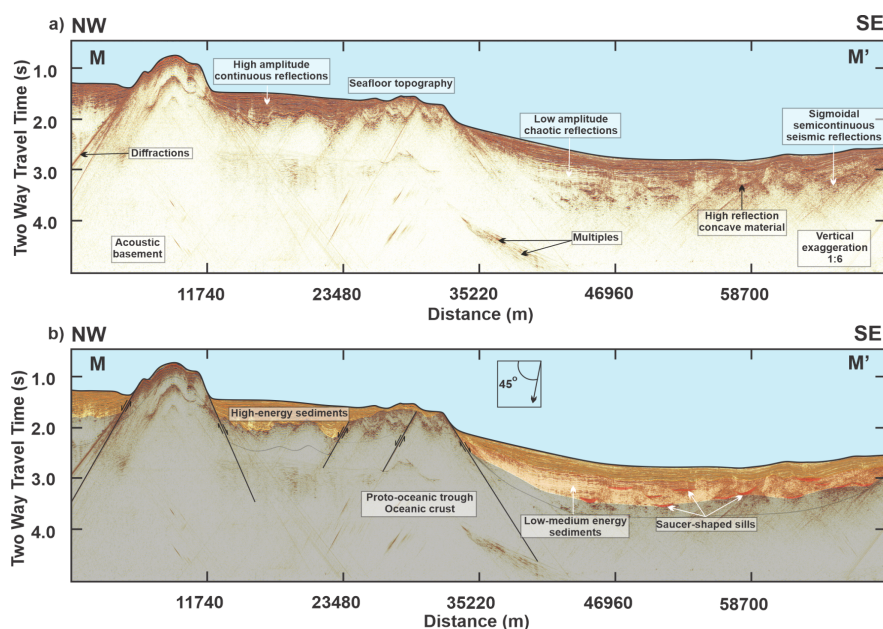 a) NW
SE
M
M'
High amplitude
continuous reflections
Seafloor topography
Low amplitude
chaotic reflections
Sigmoidal
semicontinuous
seismic reflections
Diffractions
High reflection
concave material
Acoustic
basement
Multiples
Vertical
exaggeration
1:6
Two Way Travel Time (s)
1.0
2.0
3.0
4.0
11740
23480
35220
46960
58700
Distance (m)
b) NW
SE
M
M'
45°
High-energy sediments
Proto-oceanic trough
Oceanic crust
Low-medium energy
sediments
Saucer-shaped sills
Two Way Travel Time (s)
1.0
2.0
3.0
4.0
11740
23480
35220
46960
58700
Distance (m)